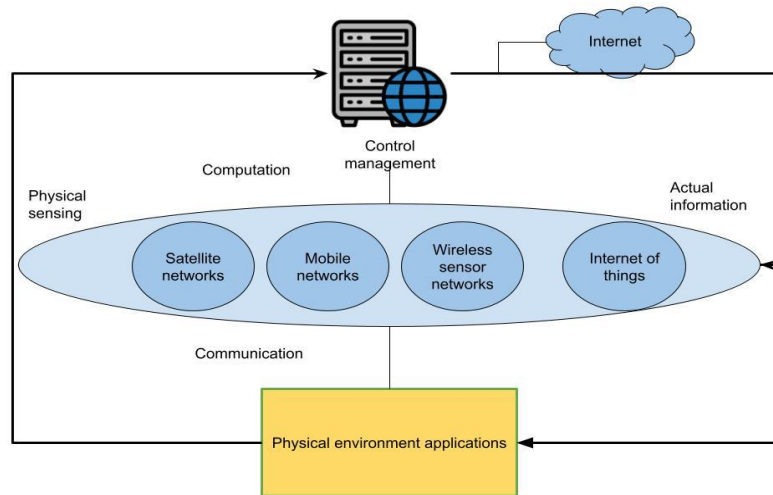 Internet
Control
management
Computation
Physical
sensing
Actual
information
Satellite
networks
Mobile
networks
Wireless
sensor
networks
Internet of
things
Communication
Physical environment applications